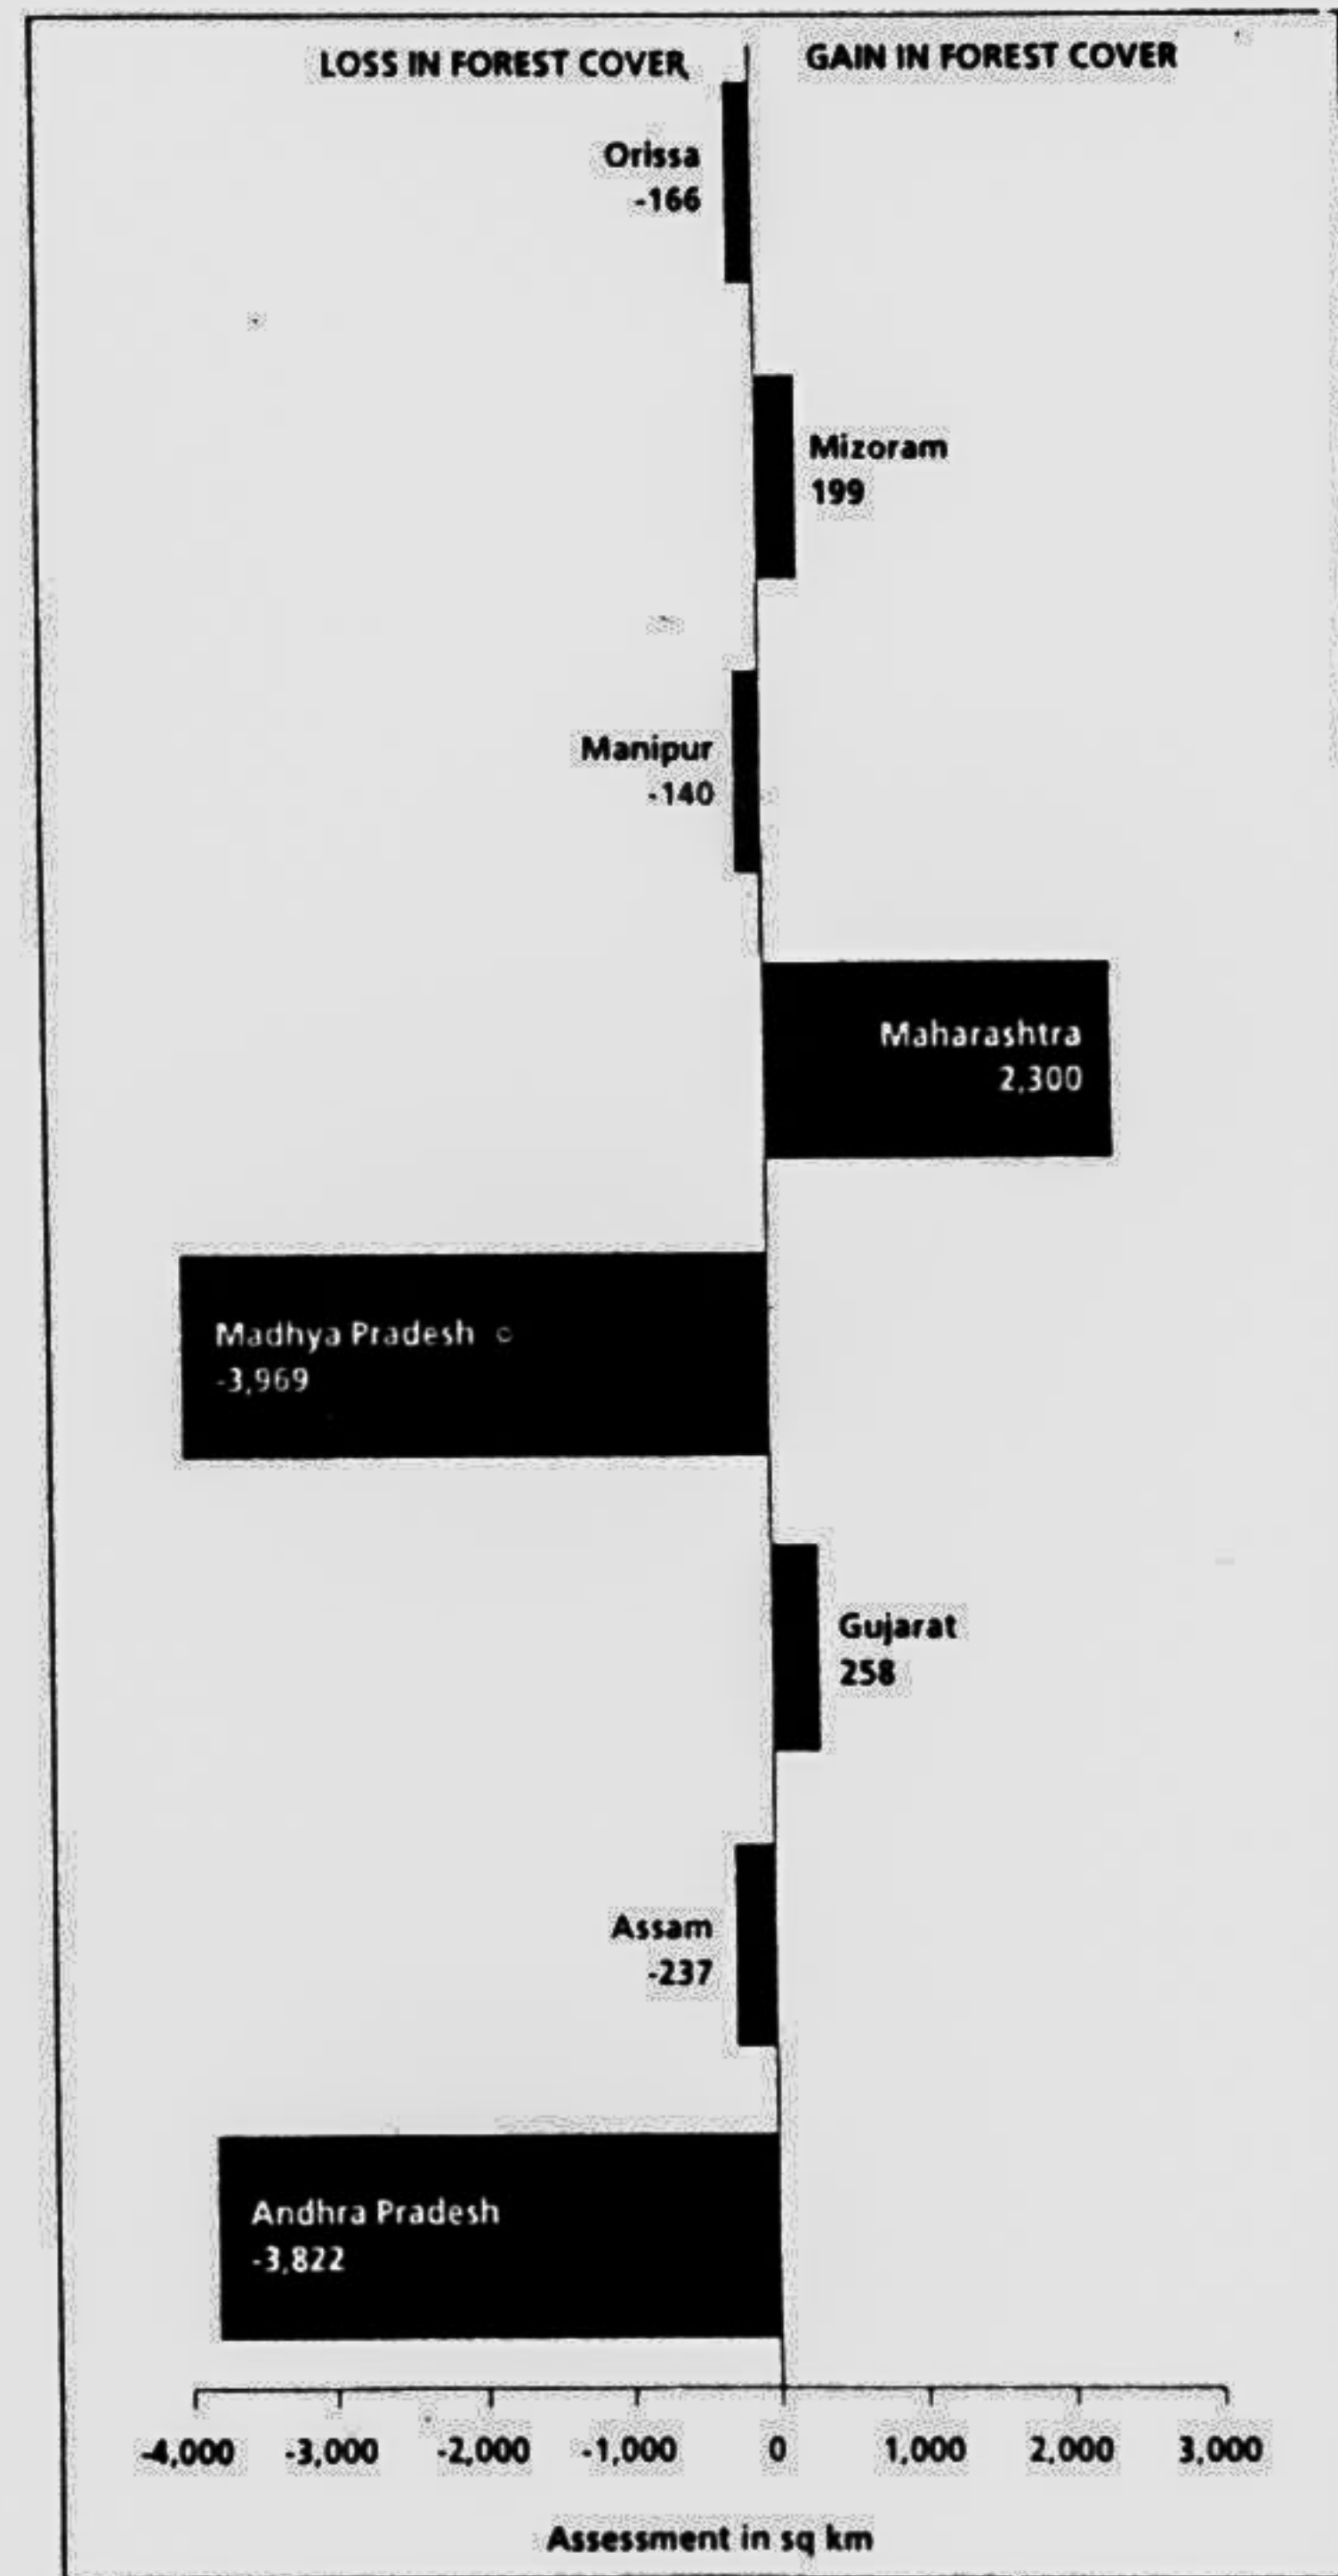 LOSS IN FOREST COVER
GAIN IN FOREST COVER
Orissa
-166
Mizoram
199
Manipur
-140
Maharashtra
2,300
Madhya Pradesh
-3,969
Gujarat
258
Assam
-237
Andhra Pradesh
-3,822
-4,000 -3,000 -2,000 -1,000 0 1,000 2,000 3,000
Assessment in sq km